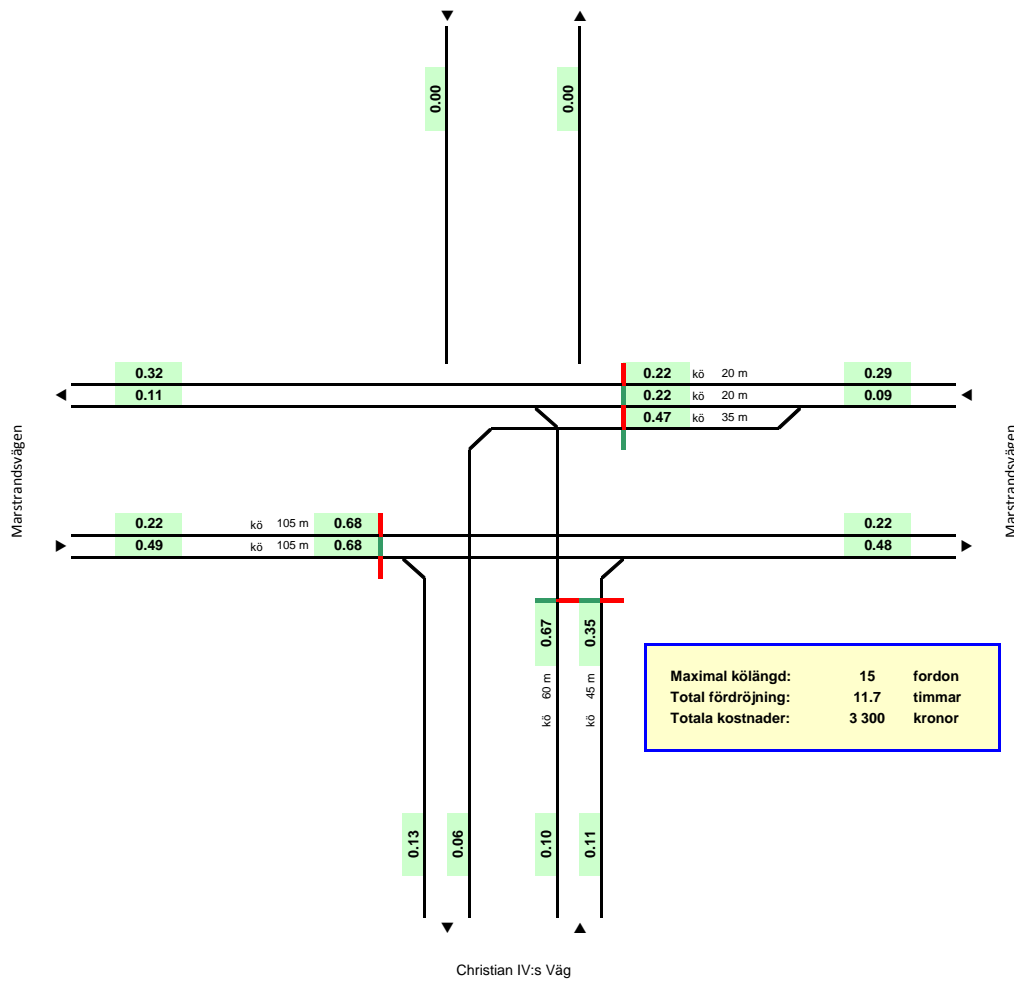 0.00 0.00
0.32 0.22 kö 20 m 0.29
0.11 0.22 kö 20 m 0.09
0.47 kö 35 m
Marstrandsvägen
Marstrandsvägen
0.22 kö 105 m 0.68 0.22
0.49 kö 105 m 0.68 0.48
0.67 0.35
kö 60 m kö 45 m
Maximal kölängd: 15 fordon
Total fördröjning: 11.7 timmar
Totala kostnader: 3 300 kronor
0.13 0.06 0.10 0.11
Christian IV:s Väg